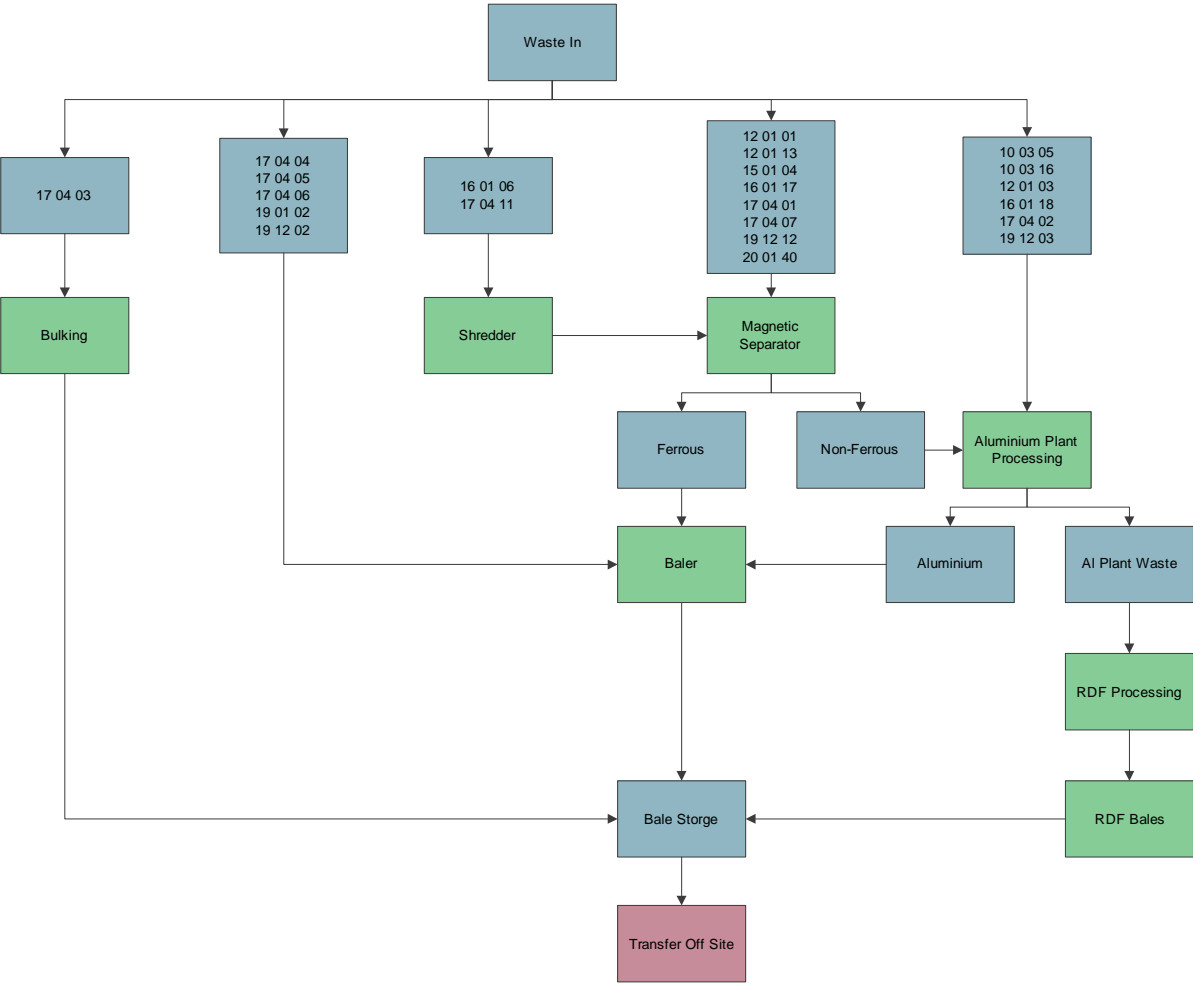 Waste In
17 04 03
17 04 04
17 04 05
17 04 06
19 01 02
19 12 02
16 01 06
17 04 11
12 01 01
12 01 13
15 01 04
16 01 17
17 04 01
17 04 07
19 12 12
20 01 40
10 03 05
10 03 16
12 01 03
16 01 18
17 04 02
19 12 03
Bulking
Shredder
Magnetic
Separator
Ferrous
Non-Ferrous
Aluminium Plant
Processing
Baler
Aluminium
Al Plant Waste
RDF Processing
Bale Storge
RDF Bales
Transfer Off Site